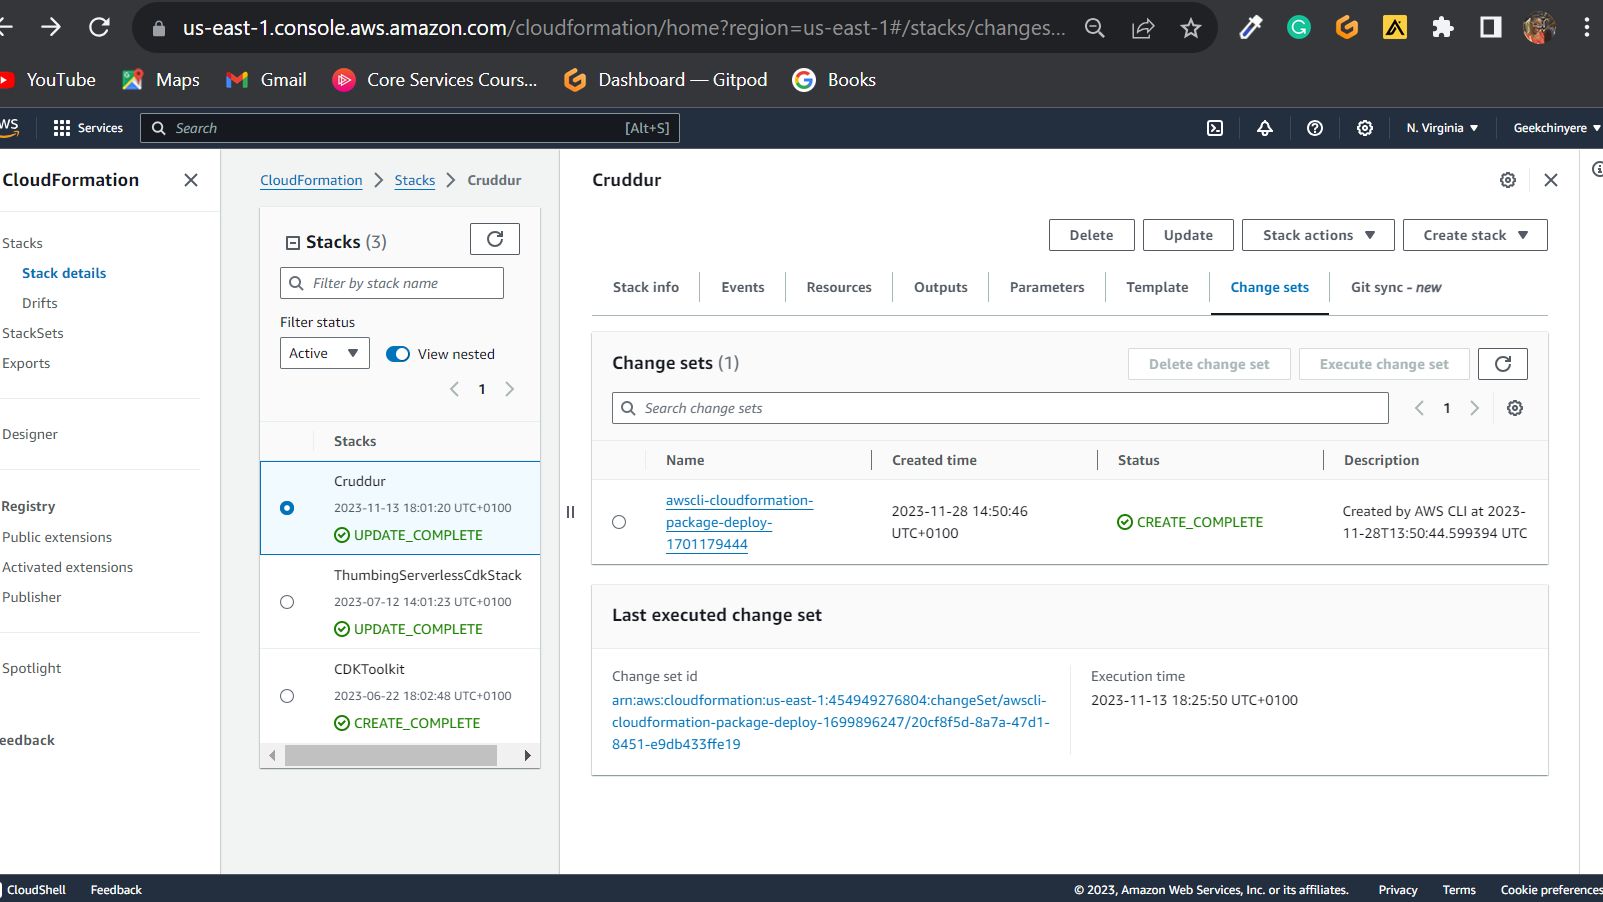 us-east-1.console.aws.amazon.com/cloudformation/home?region=us-east-1#/stacks/changes...
YouTube Maps Gmail Core Services Cours... Dashboard — Gitpod Books
Services Search [Alt+S] N. Virginia Geekchinyere
CloudFormation
Stacks
Stack details
Drifts
StackSets
Exports
Designer
Registry
Public extensions
Activated extensions
Publisher
Spotlight
eedback
CloudFormation Stacks Cruddur
Stacks (3)
Filter by stack name
Filter status
Active View nested
1
Stacks
Cruddur
2023-11-13 18:01:20 UTC+0100
UPDATE_COMPLETE
ThumbingServerlessCdkStack
2023-07-12 14:01:23 UTC+0100
UPDATE_COMPLETE
CDKToolkit
2023-06-22 18:02:48 UTC+0100
CREATE_COMPLETE
Cruddur
Delete Update Stack actions Create stack
Stack info Events Resources Outputs Parameters Template Change sets Git sync - new
Change sets (1) Delete change set Execute change set
Search change sets 1
Name Created time Status Description
awscli-cloudformation-
package-deploy-
1701179444
2023-11-28 14:50:46
UTC+0100
CREATE_COMPLETE
Created by AWS CLI at 2023-
11-28T13:50:44.599394 UTC
Last executed change set
Change set id
arn:aws:cloudformation:us-east-1:454949276804:changeSet/awscli-
cloudformation-package-deploy-1699896247/20cf8f5d-8a7a-47d1-
8451-e9db433ffe19
Execution time
2023-11-13 18:25:50 UTC+0100
CloudShell Feedback © 2023, Amazon Web Services, Inc. or its affiliates. Privacy Terms Cookie preferences